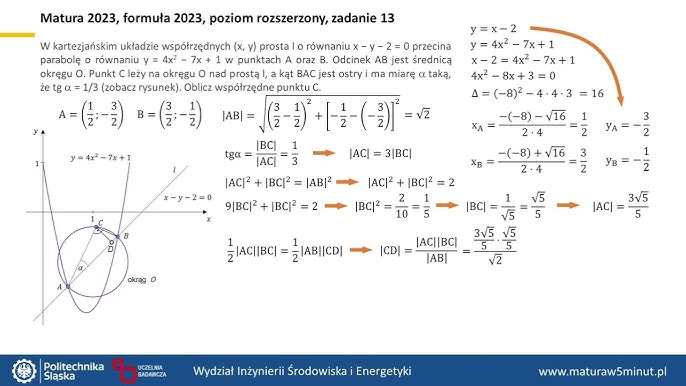 Matura 2023, formuła 2023, poziom rozszerzony, zadanie 13
W kartezjańskim układzie współrzędnych (x, y) prosta l o równaniu x − y − 2 = 0 przecina
parabolę o równaniu y = 4x² − 7x + 1 w punktach A oraz B. Odcinek AB jest średnicą
okręgu O. Punkt C leży na okręgu O nad prostą l, a kąt BAC jest ostry i ma miarę α taką,
że tg α = 1/3 (zobacz rysunek). Oblicz współrzędne punktu C.
y = x − 2
y = 4x² − 7x + 1
x − 2 = 4x² − 7x + 1
4x² − 8x + 3 = 0
Δ = (−8)² − 4 · 4 · 3 = 16
x_A = −(−8) − √16 / 2 · 4 = 1/2 y_A = −3/2
x_B = −(−8) + √16 / 2 · 4 = 3/2 y_B = −1/2
A = (1/2; −3/2) B = (3/2; −1/2) |AB| = √((3/2 − 1/2)² + [−1/2 − (−3/2)]²) = √2
tgα = |BC|/|AC| = 1/3 → |AC| = 3|BC|
|AC|² + |BC|² = |AB|² → |AC|² + |BC|² = 2
9|BC|² + |BC|² = 2 → |BC|² = 2/10 = 1/5 → |BC| = 1/√5 = √5/5 → |AC| = 3√5/5
1/2|AC||BC| = 1/2|AB||CD| → |CD| = |AC||BC|/|AB| = (3√5/5 · √5/5)/√2
y
1
y = 4x² − 7x + 1
l
x − y − 2 = 0
x
1
C
B
D
α
A
okrąg O
Politechnika
Śląska
UCZELNIA
BADAWCZA
Wydział Inżynierii Środowiska i Energetyki
www.maturaw5minut.pl